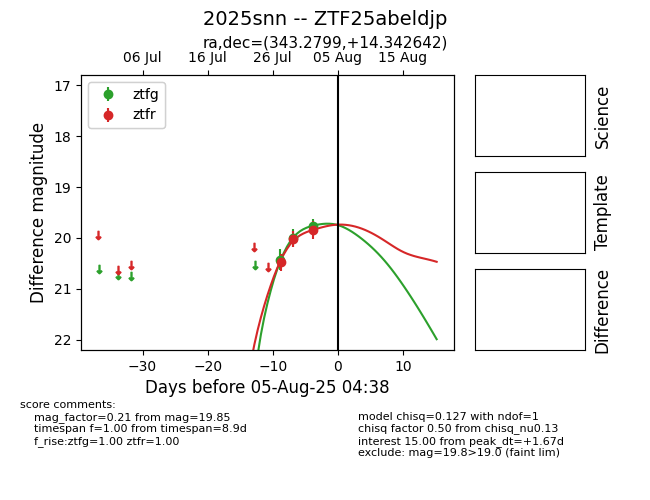 2025snn -- ZTF25abeldjp
ra,dec=(343.2799,+14.342642)
06 Jul 16 Jul 26 Jul 05 Aug 15 Aug
ztfg
ztfr
17
18
19
20
21
22
Difference magnitude
−30 −20 −10 0 10
Days before 05-Aug-25 04:38
Science
Template
Difference
score comments:
mag_factor=0.21 from mag=19.85
timespan f=1.00 from timespan=8.9d
f_rise:ztfg=1.00 ztfr=1.00
model chisq=0.127 with ndof=1
chisq factor 0.50 from chisq_nu0.13
interest 15.00 from peak_dt=+1.67d
exclude: mag=19.8>19.0 (faint lim)